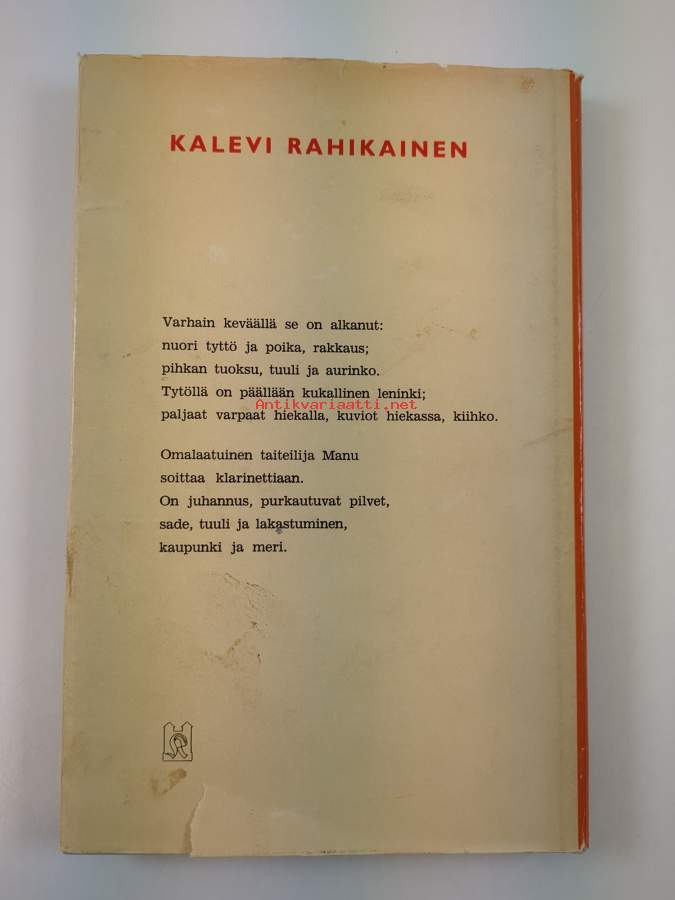 KALEVI RAHIKAINEN
Varhain keväällä se on alkanut:
nuori tyttö ja poika, rakkaus;
pihkan tuoksu, tuuli ja aurinko.
Tytöllä on päällään kukallinen leninki;
Antikvariaatti.net
paljaat varpaat hiekalla, kuviot hiekassa, kiihko.
Omalaatuinen taiteilija Manu
soittaa klarinettiaan.
On juhannus, purkautuvat pilvet,
sade, tuuli ja lakastuminen,
kaupunki ja meri.